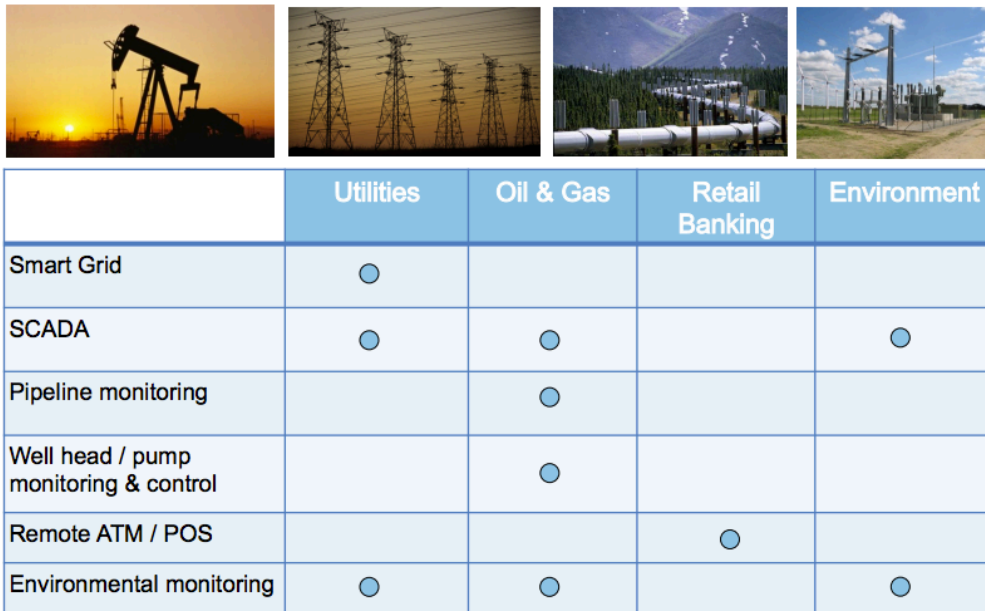 Utilities
Oil & Gas
Retail
Banking
Environment
Smart Grid
SCADA
Pipeline monitoring
Well head / pump
monitoring & control
Remote ATM / POS
Environmental monitoring